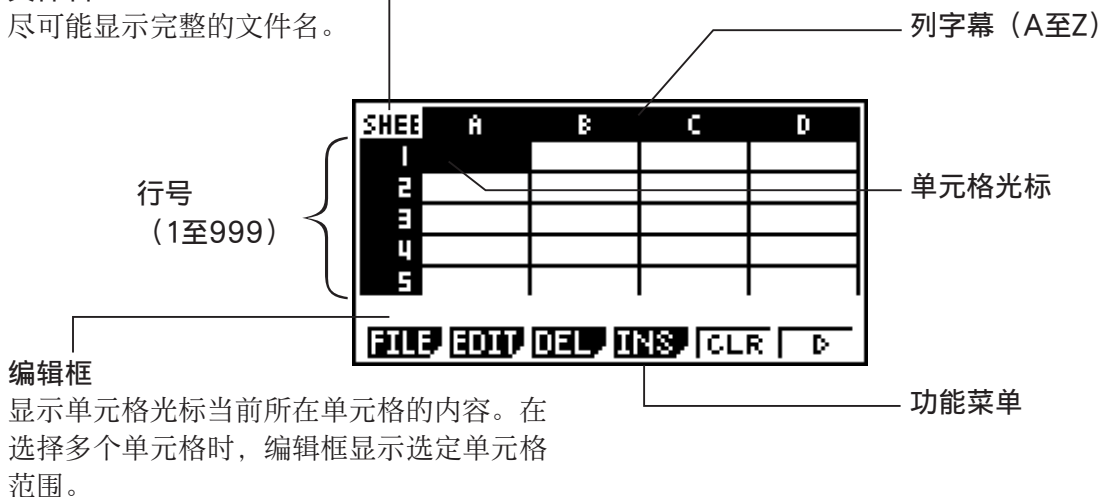 尽可能显示完整的文件名。
列字幕（A至Z）
SHEE A B C D
1
2
3
4
5
单元格光标
行号
（1至999）
FILE EDIT DEL INS CLR ▷
编辑框
显示单元格光标当前所在单元格的内容。在
选择多个单元格时，编辑框显示选定单元格
范围。
功能菜单